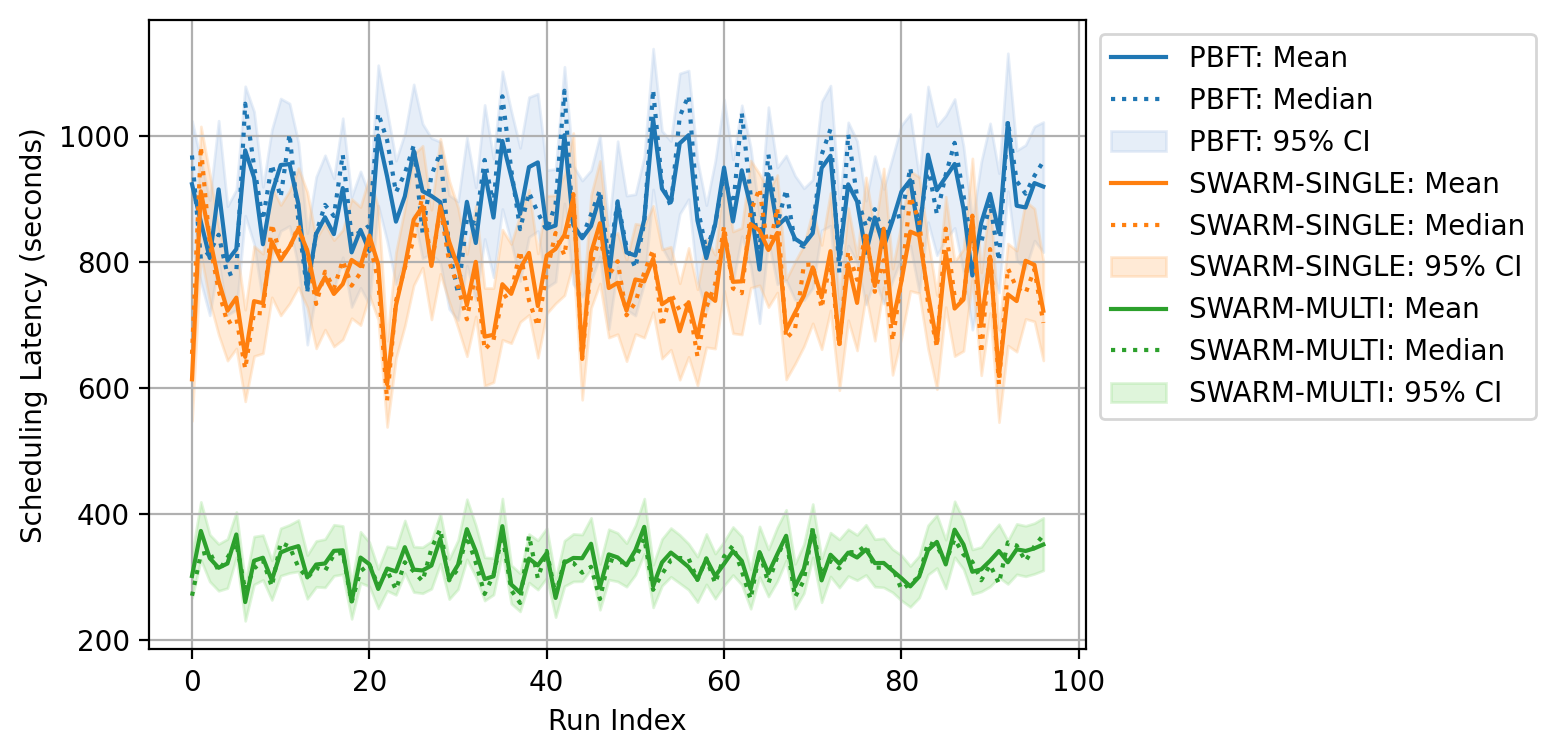 Scheduling Latency (seconds)
1000
800
600
400
200
0
20
40
60
80
100
Run Index
PBFT: Mean
PBFT: Median
PBFT: 95% CI
SWARM-SINGLE: Mean
SWARM-SINGLE: Median
SWARM-SINGLE: 95% CI
SWARM-MULTI: Mean
SWARM-MULTI: Median
SWARM-MULTI: 95% CI